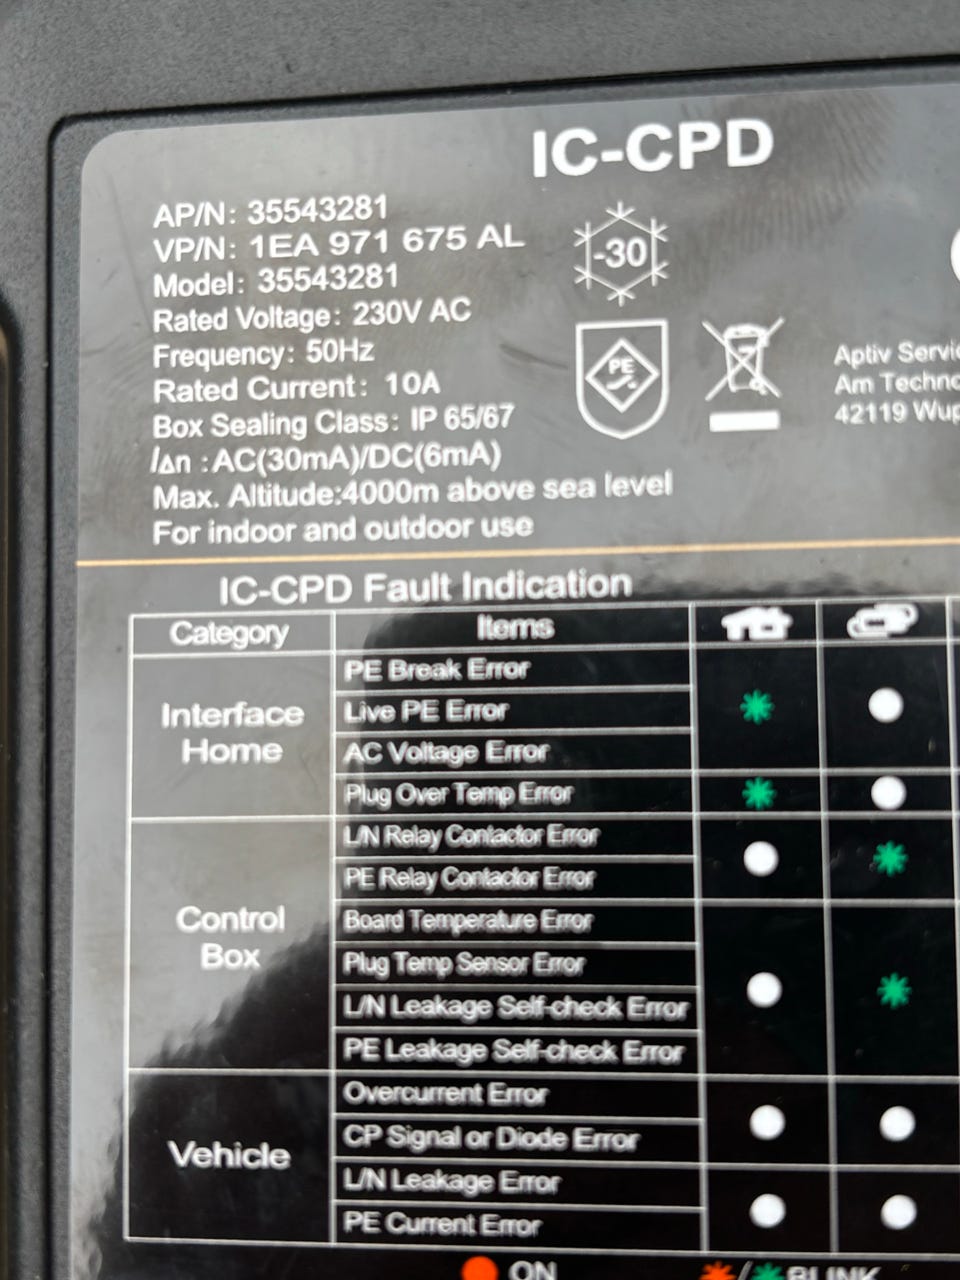 IC-CPD
AP/N: 35543281
VP/N: 1EA 971 675 AL
Model: 35543281
Rated Voltage: 230V AC
Frequency: 50Hz
Rated Current: 10A
Box Sealing Class: IP 65/67
IΔn :AC(30mA)/DC(6mA)
Max. Altitude:4000m above sea level
For indoor and outdoor use
-30
PE
Aptiv
Am
42119
IC-CPD Fault Indication
Category Items
Interface Home
PE Break Error
Live PE Error
AC Voltage Error
Plug Over Temp Error
Control Box
L/N Relay Contactor Error
PE Relay Contactor Error
Board Temperature Error
Plug Temp Sensor Error
L/N Leakage Self-check Error
PE Leakage Self-check Error
Vehicle
Overcurrent Error
CP Signal or Diode Error
L/N Leakage Error
PE Current Error
ON / BLINK